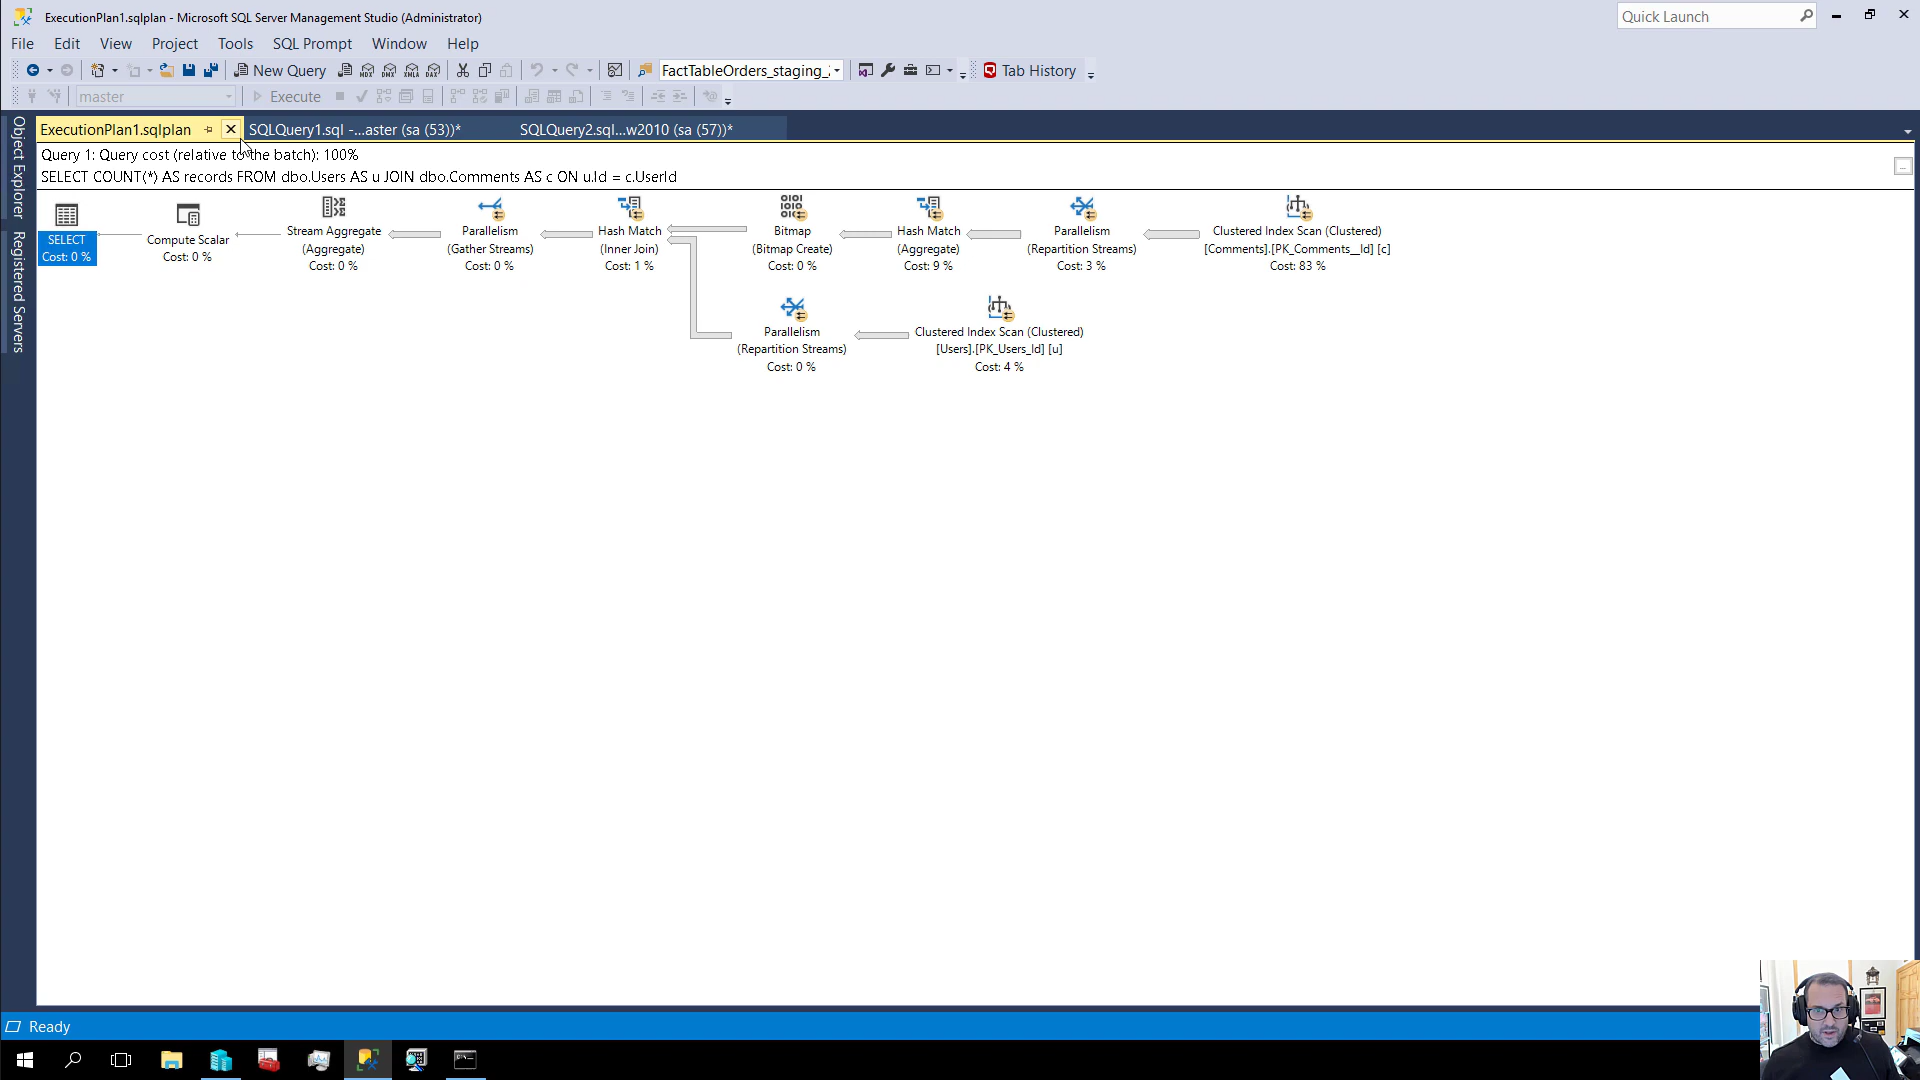 ExecutionPlan1.sqlplan - Microsoft SQL Server Management Studio (Administrator)
Quick Launch
File Edit View Project Tools SQL Prompt Window Help
New Query MDX DMX XMLA DAX FactTableOrders_staging_ Tab History
master Execute
ExecutionPlan1.sqlplan SQLQuery1.sql -...aster (sa (53))* SQLQuery2.sql...w2010 (sa (57))*
Object Explorer
Registered Servers
Query 1: Query cost (relative to the batch): 100%
SELECT COUNT(*) AS records FROM dbo.Users AS u JOIN dbo.Comments AS c ON u.Id = c.UserId
SELECT
Cost: 0 %
Compute Scalar
Cost: 0 %
Stream Aggregate
(Aggregate)
Cost: 0 %
Parallelism
(Gather Streams)
Cost: 0 %
Hash Match
(Inner Join)
Cost: 1 %
Bitmap
(Bitmap Create)
Cost: 0 %
Hash Match
(Aggregate)
Cost: 9 %
Parallelism
(Repartition Streams)
Cost: 3 %
Clustered Index Scan (Clustered)
[Comments].[PK_Comments__Id] [c]
Cost: 83 %
Parallelism
(Repartition Streams)
Cost: 0 %
Clustered Index Scan (Clustered)
[Users].[PK_Users_Id] [u]
Cost: 4 %
Ready